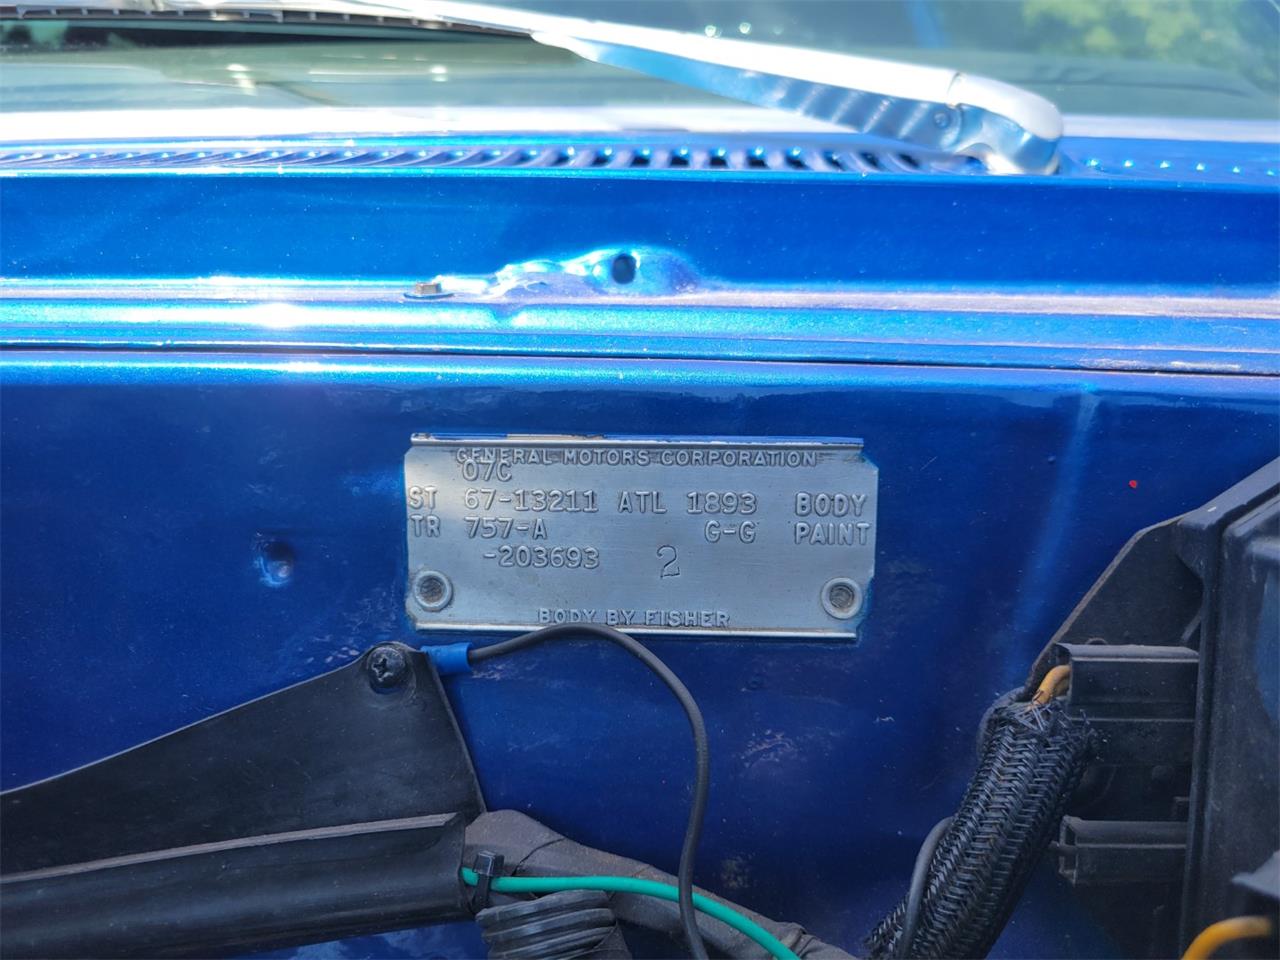 GENERAL MOTORS CORPORATION
07C
ST 67-13211 ATL 1893 BODY
TR 757-A G-G PAINT
-203693 2
BODY BY FISHER